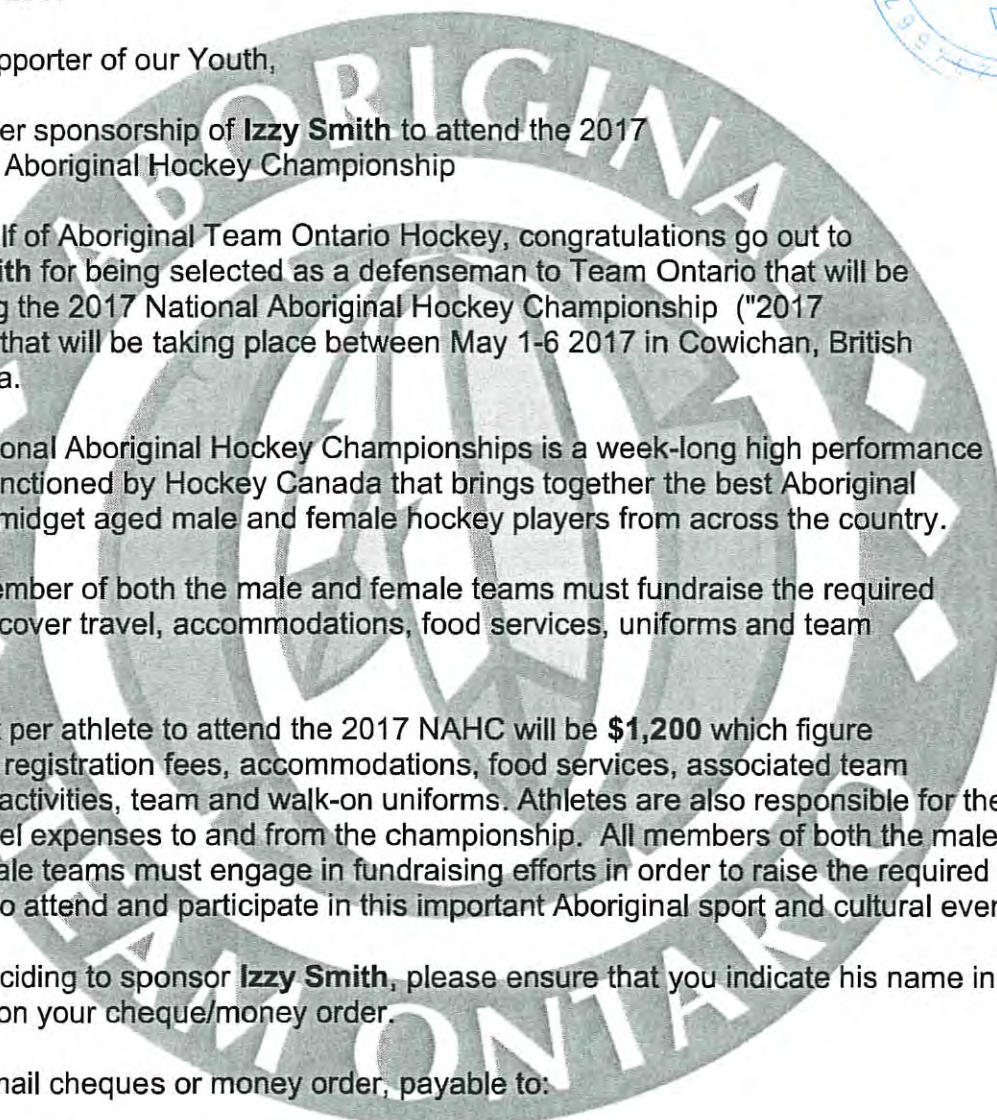 pporter of our Youth,
er sponsorship of Izzy Smith to attend the 2017
Aboriginal Hockey Championship
lf of Aboriginal Team Ontario Hockey, congratulations go out to
ith for being selected as a defenseman to Team Ontario that will be
g the 2017 National Aboriginal Hockey Championship ("2017
that will be taking place between May 1-6 2017 in Cowichan, British
a.
onal Aboriginal Hockey Championships is a week-long high performance
nctioned by Hockey Canada that brings together the best Aboriginal
midget aged male and female hockey players from across the country.
ember of both the male and female teams must fundraise the required
cover travel, accommodations, food services, uniforms and team
per athlete to attend the 2017 NAHC will be $1,200 which figure
registration fees, accommodations, food services, associated team
activities, team and walk-on uniforms. Athletes are also responsible for the
el expenses to and from the championship. All members of both the male
ale teams must engage in fundraising efforts in order to raise the required
o attend and participate in this important Aboriginal sport and cultural ever
ciding to sponsor Izzy Smith, please ensure that you indicate his name in
on your cheque/money order.
mail cheques or money order, payable to:
ABORIGINAL
TEAM ONTARIO